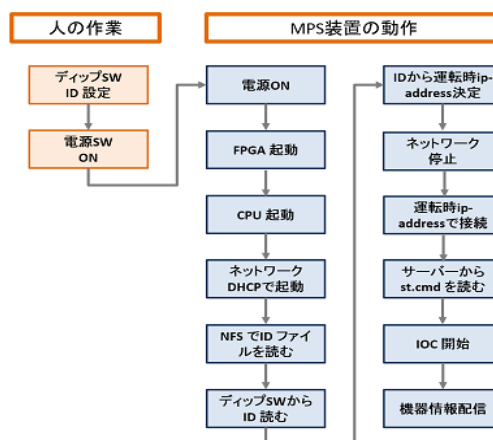 人の作業
ディップSW
ID 設定
電源SW
ON
MPS装置の動作
電源ON
FPGA 起動
CPU 起動
ネットワーク
DHCPで起動
NFS でID ファイ
ルを読む
ディップSWから
ID 読む
IDから運転時ip-
address決定
ネットワーク
停止
運転時ip-
addressで接続
サーバーから
st.cmd を読む
IOC 開始
機器情報配信